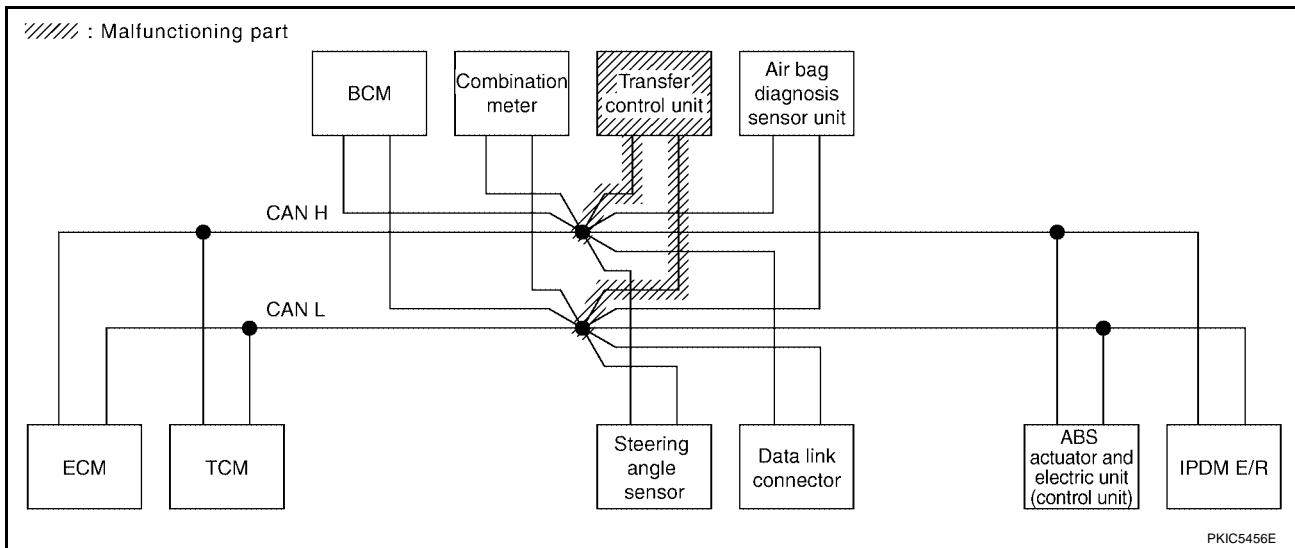 : Malfunctioning part
BCM
Combination
meter
Transfer
control unit
Air bag
diagnosis
sensor unit
CAN H
CAN L
ECM
TCM
Steering
angle
sensor
Data link
connector
ABS
actuator and
electric unit
(control unit)
IPDM E/R
PKIC5456E